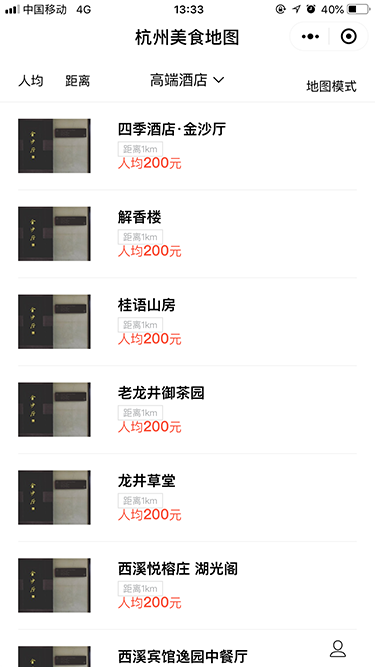 中国移动 4G 13:33 40%
杭州美食地图
人均 距离 高端酒店 地图模式
四季酒店·金沙厅
距离1km
人均200元
解香楼
距离1km
人均200元
桂语山房
距离1km
人均200元
老龙井御茶园
距离1km
人均200元
龙井草堂
距离1km
人均200元
西溪悦榕庄 湖光阁
距离1km
人均200元
西溪宾馆逸园中餐厅